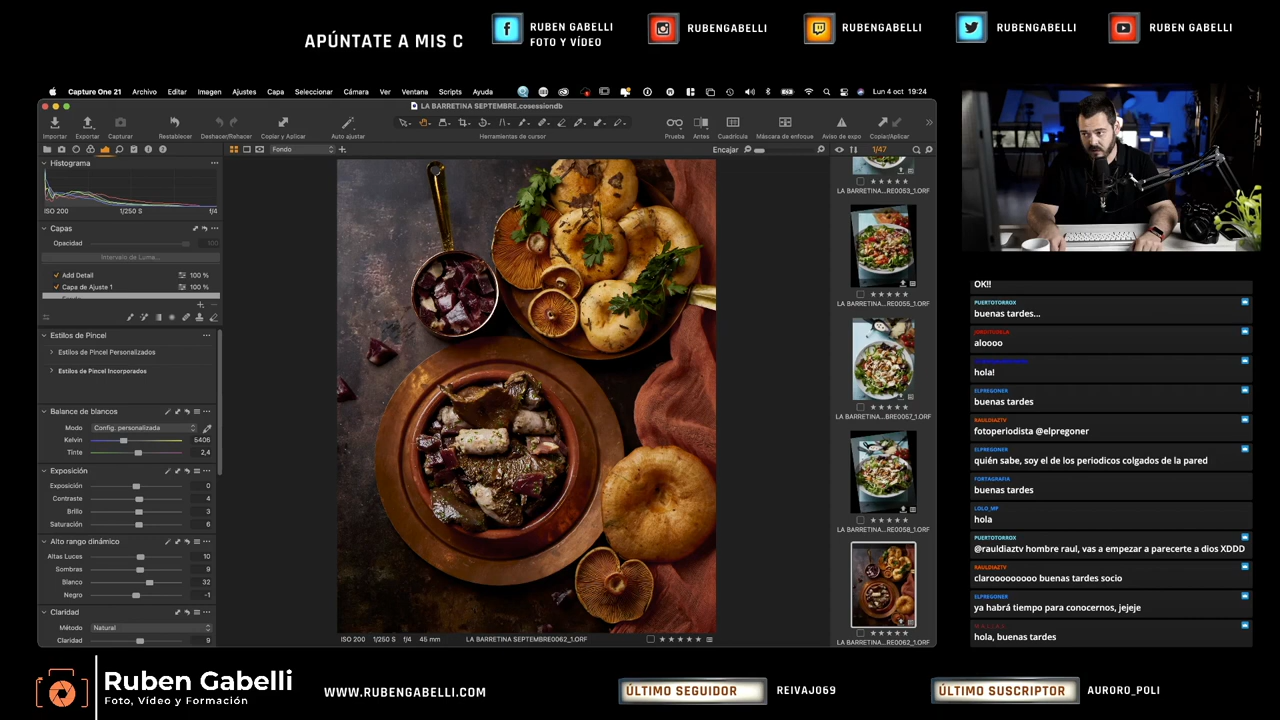 APÚNTATE A MIS C
RUBEN GABELLI
FOTO Y VÍDEO
RUBENGABELLI
RUBENGABELLI
RUBENGABELLI
RUBEN GABELLI
Capture One 21 Archivo Editar Imagen Ajustes Capa Seleccionar Cámara Ver Ventana Scripts Ayuda
Lun 4 oct 19:24
LA BARRETINA SEPTEMBRE.cosessiondb
Importar Exportar Capturar Restablecer Deshacer/Rehacer Copiar y Aplicar Auto ajustar Herramientas de cursor Prueba Antes Cuadrícula Máscara de enfoque Aviso de expo Copiar/Aplicar
Fondo
Encajar
1/47
Histograma
ISO 200 1/250 S f/4
Capas
Opacidad 100
Intervalo de Luma...
Add Detail 100 %
Capa de Ajuste 1 100 %
Estilos de Pincel
Estilos de Pincel Personalizados
Estilos de Pincel Incorporados
Balance de blancos
Modo Config. personalizada
Kelvin 5406
Tinte 2,4
Exposición
Exposición 0
Contraste 4
Brillo 3
Saturación 6
Alto rango dinámico
Altas Luces 10
Sombras 9
Blanco 32
Negro -1
Claridad
Método Natural
Claridad 9
ISO 200 1/250 S f/4 45 mm LA BARRETINA SEPTEMBRE0062_1.ORF
LA BARRETINA...RE0053_1.ORF
LA BARRETINA...RE0055_1.ORF
LA BARRETINA...BRE0057_1.ORF
LA BARRETINA...RE0058_1.ORF
LA BARRETINA...RE0062_1.ORF
OK!!
PUERTOTORROX
buenas tardes...
aloooo
hola!
ELPREGONER
buenas tardes
RAULDIAZTV
fotoperiodista @elpregoner
ELPREGONER
quién sabe, soy el de los periodicos colgados de la pared
FORTAGRAFIA
buenas tardes
LOLO_MF
hola
PUERTOTORROX
@rauldiaztv hombre raul, vas a empezar a parecerte a dios XDDD
RAULDIAZTV
clarooooooooo buenas tardes socio
ELPREGONER
ya habrá tiempo para conocernos, jejeje
hola, buenas tardes
Ruben Gabelli
Foto, Vídeo y Formación
WWW.RUBENGABELLI.COM
ÚLTIMO SEGUIDOR
REIVAJ069
ÚLTIMO SUSCRIPTOR
AURORO_POLI